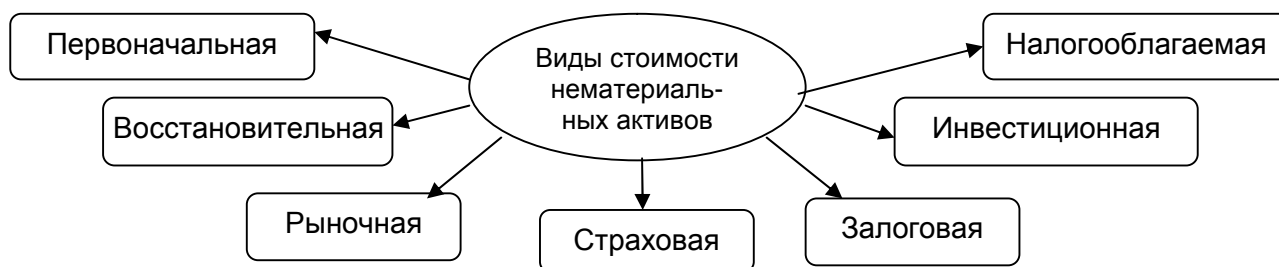 Первоначальная
Виды стоимости
нематериаль-
ных активов
Налогооблагаемая
Восстановительная
Инвестиционная
Рыночная
Страховая
Залоговая